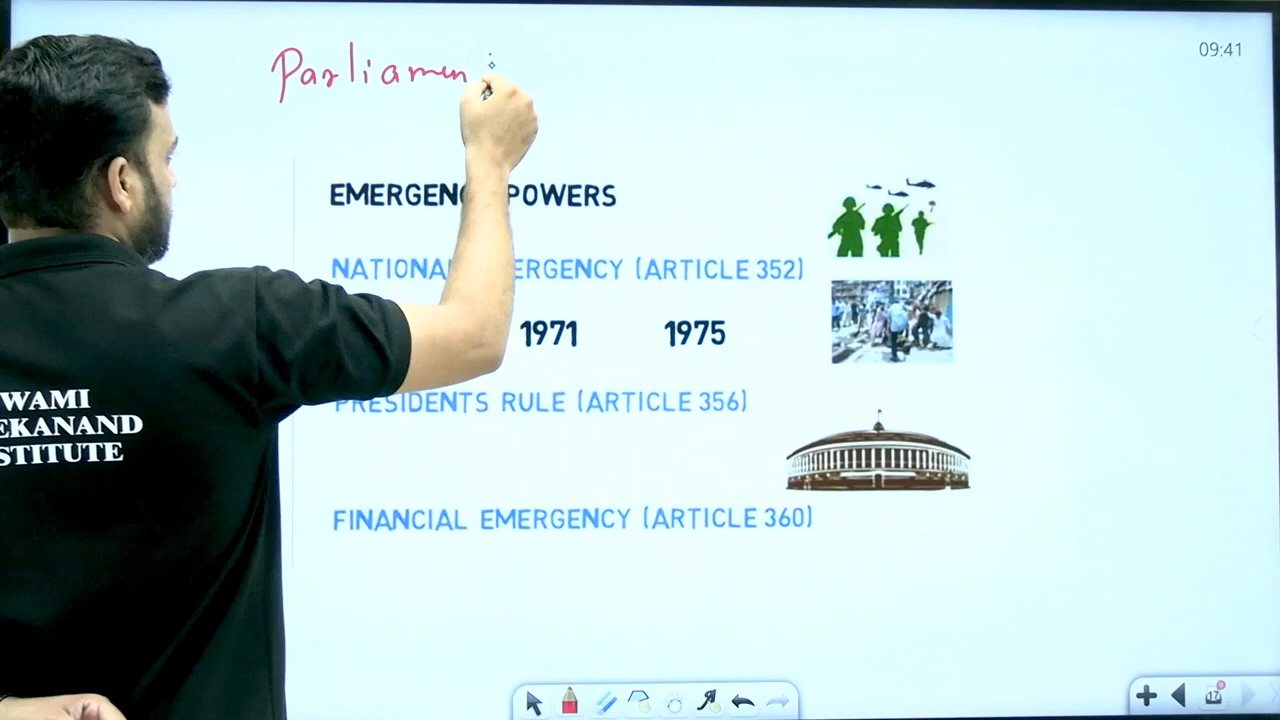 Parliamen
09:41
EMERGENC POWERS
NATIONAL ERGENCY (ARTICLE 352)
1971 1975
PRESIDENTS RULE (ARTICLE 356)
FINANCIAL EMERGENCY (ARTICLE 360)
WAMI
EKANAND
STITUTE
17